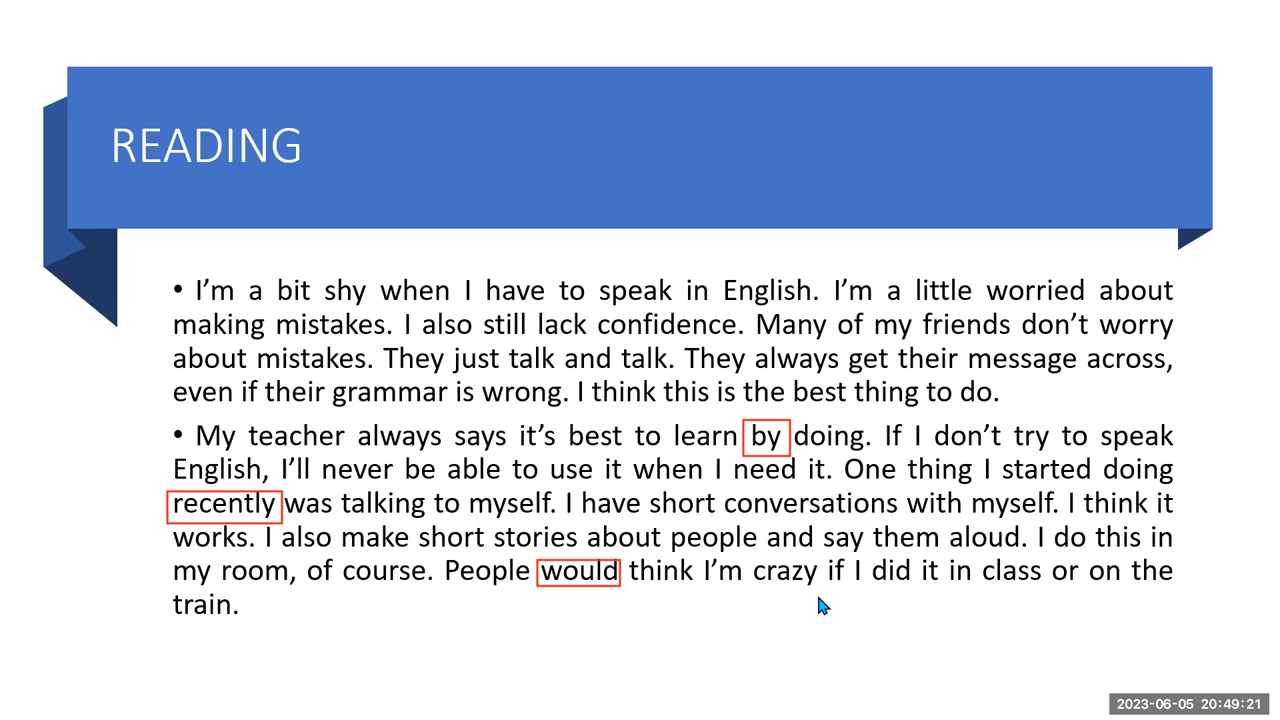 READING
• I’m a bit shy when I have to speak in English. I’m a little worried about
making mistakes. I also still lack confidence. Many of my friends don’t worry
about mistakes. They just talk and talk. They always get their message across,
even if their grammar is wrong. I think this is the best thing to do.
• My teacher always says it’s best to learn by doing. If I don’t try to speak
English, I’ll never be able to use it when I need it. One thing I started doing
recently was talking to myself. I have short conversations with myself. I think it
works. I also make short stories about people and say them aloud. I do this in
my room, of course. People would think I’m crazy if I did it in class or on the
train.
2023-06-05 20:49:21